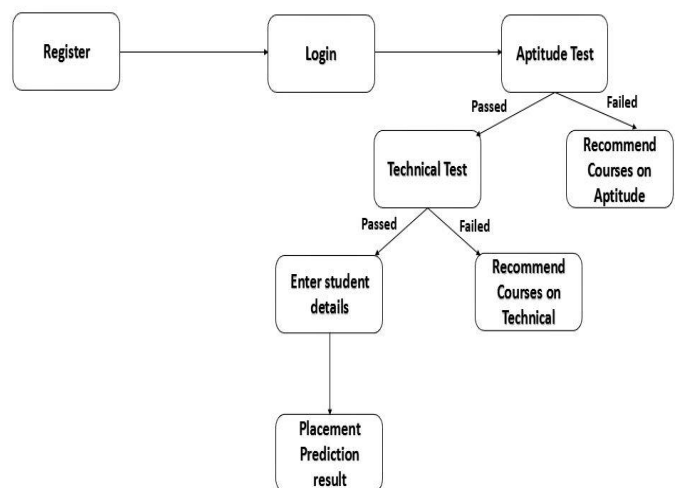 Register
Login
Aptitude Test
Passed
Failed
Technical Test
Recommend
Courses on
Aptitude
Passed
Failed
Enter student
details
Recommend
Courses on
Technical
Placement
Prediction
result